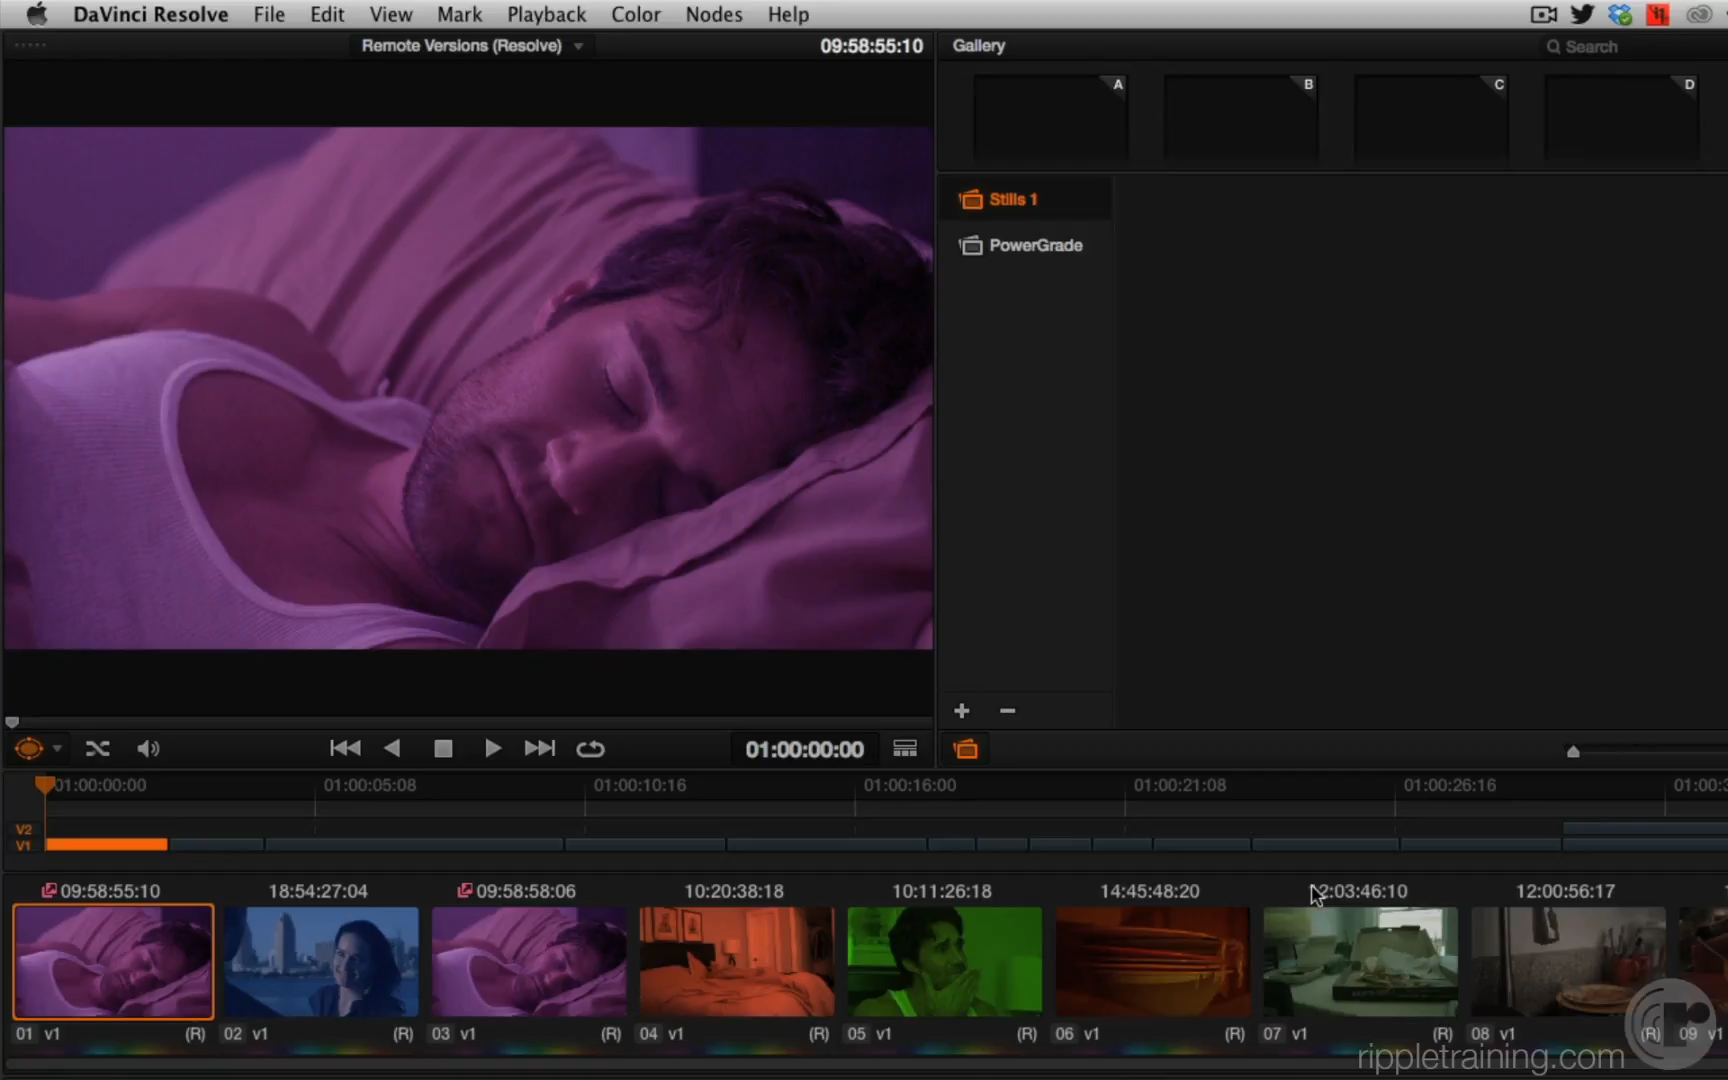 DaVinci Resolve File Edit View Mark Playback Color Nodes Help
Remote Versions (Resolve) 09:58:55:10 Gallery Search
A B C D
Stills 1
PowerGrade
01:00:00:00
01:00:00:00 01:00:05:08 01:00:10:16 01:00:16:00 01:00:21:08 01:00:26:16
V2
V1
09:58:55:10 18:54:27:04 09:58:58:06 10:20:38:18 10:11:26:18 14:45:48:20 12:03:46:10 12:00:56:17
01 v1 (R) 02 v1 (R) 03 v1 (R) 04 v1 (R) 05 v1 (R) 06 v1 (R) 07 v1 (R) 08 v1 (R) 09 v1
rippletraining.com